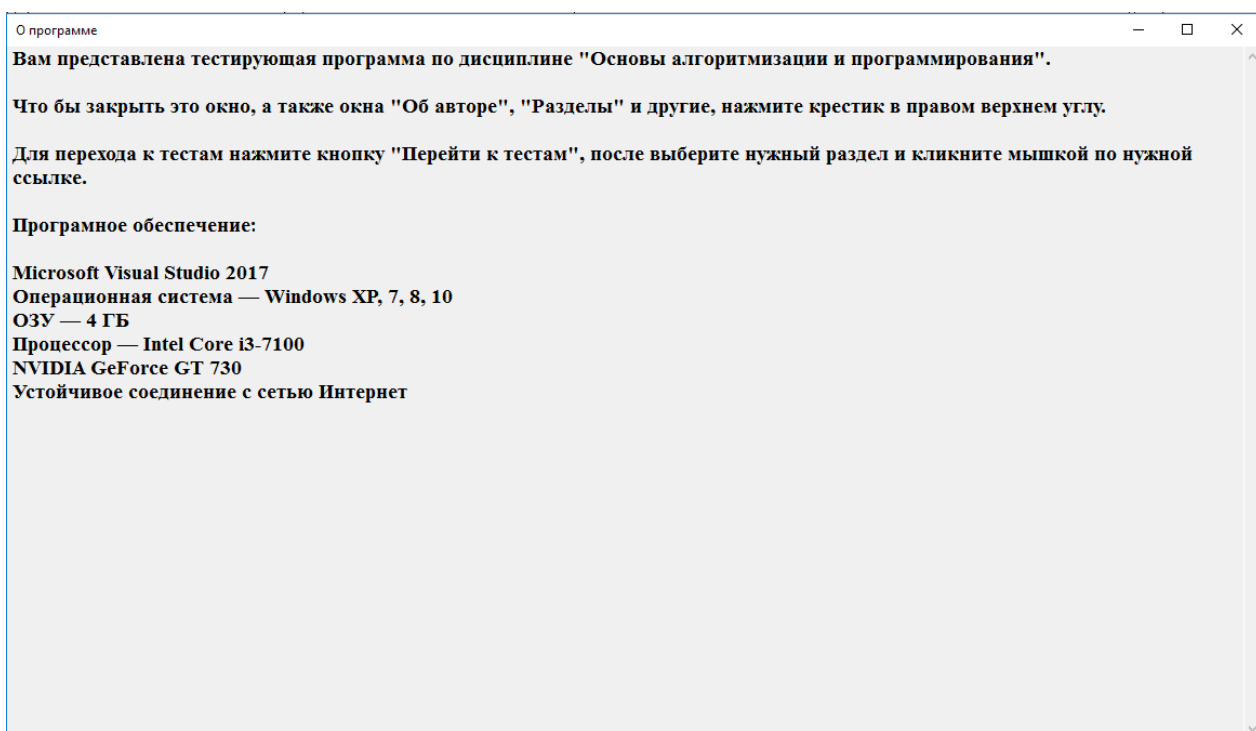 О программе
Вам представлена тестирующая программа по дисциплине "Основы алгоритмизации и программирования".
Что бы закрыть это окно, а также окна "Об авторе", "Разделы" и другие, нажмите крестик в правом верхнем углу.
Для перехода к тестам нажмите кнопку "Перейти к тестам", после выберите нужный раздел и кликните мышкой по нужной
ссылке.
Програмное обеспечение:
Microsoft Visual Studio 2017
Операционная система — Windows XP, 7, 8, 10
ОЗУ — 4 ГБ
Процессор — Intel Core i3-7100
NVIDIA GeForce GT 730
Устойчивое соединение с сетью Интернет